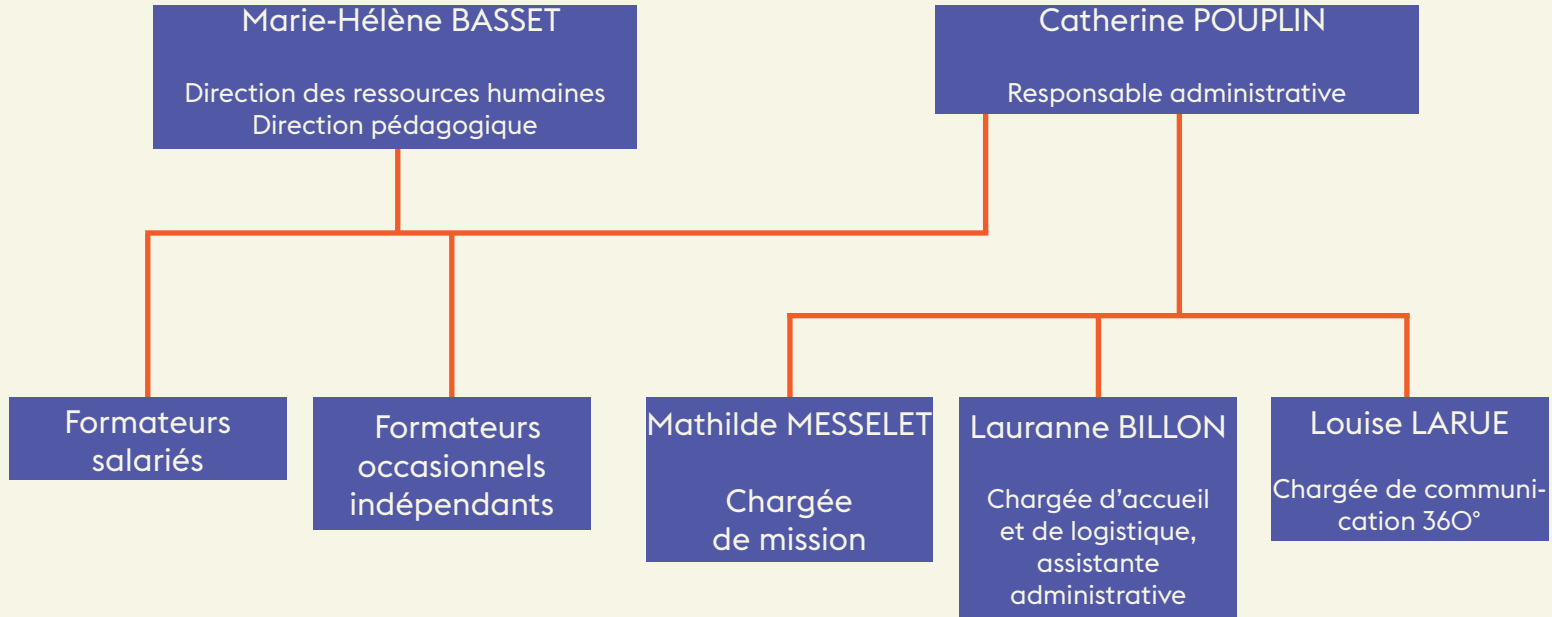 Marie-Hélène BASSET
Direction des ressources humaines
Direction pédagogique
Catherine POUPLIN
Responsable administrative
Formateurs
salariés
Formateurs
occasionnels
indépendants
Mathilde MESSELET
Chargée
de mission
Lauranne BILLON
Chargée d’accueil
et de logistique,
assistante
administrative
Louise LARUE
Chargée de communi-
cation 360°